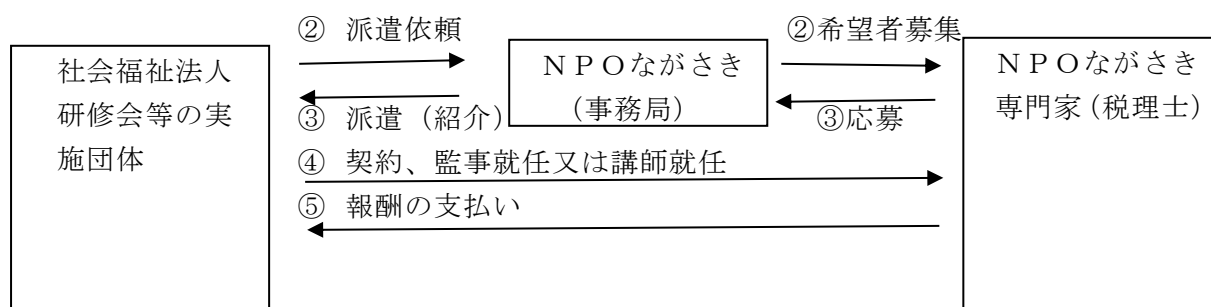 ② 派遣依頼
②希望者募集
社会福祉法人
研修会等の実
施団体
ＮＰＯながさき
（事務局）
ＮＰＯながさき
専門家（税理士）
③ 派遣（紹介）
③応募
④ 契約、監事就任又は講師就任
⑤ 報酬の支払い